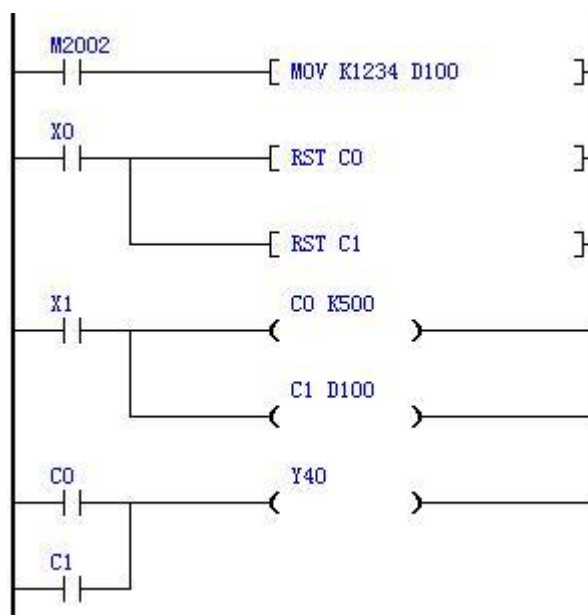 M2002
MOV K1234 D100
X0
RST C0
RST C1
X1
C0 K500
C1 D100
C0
Y40
C1